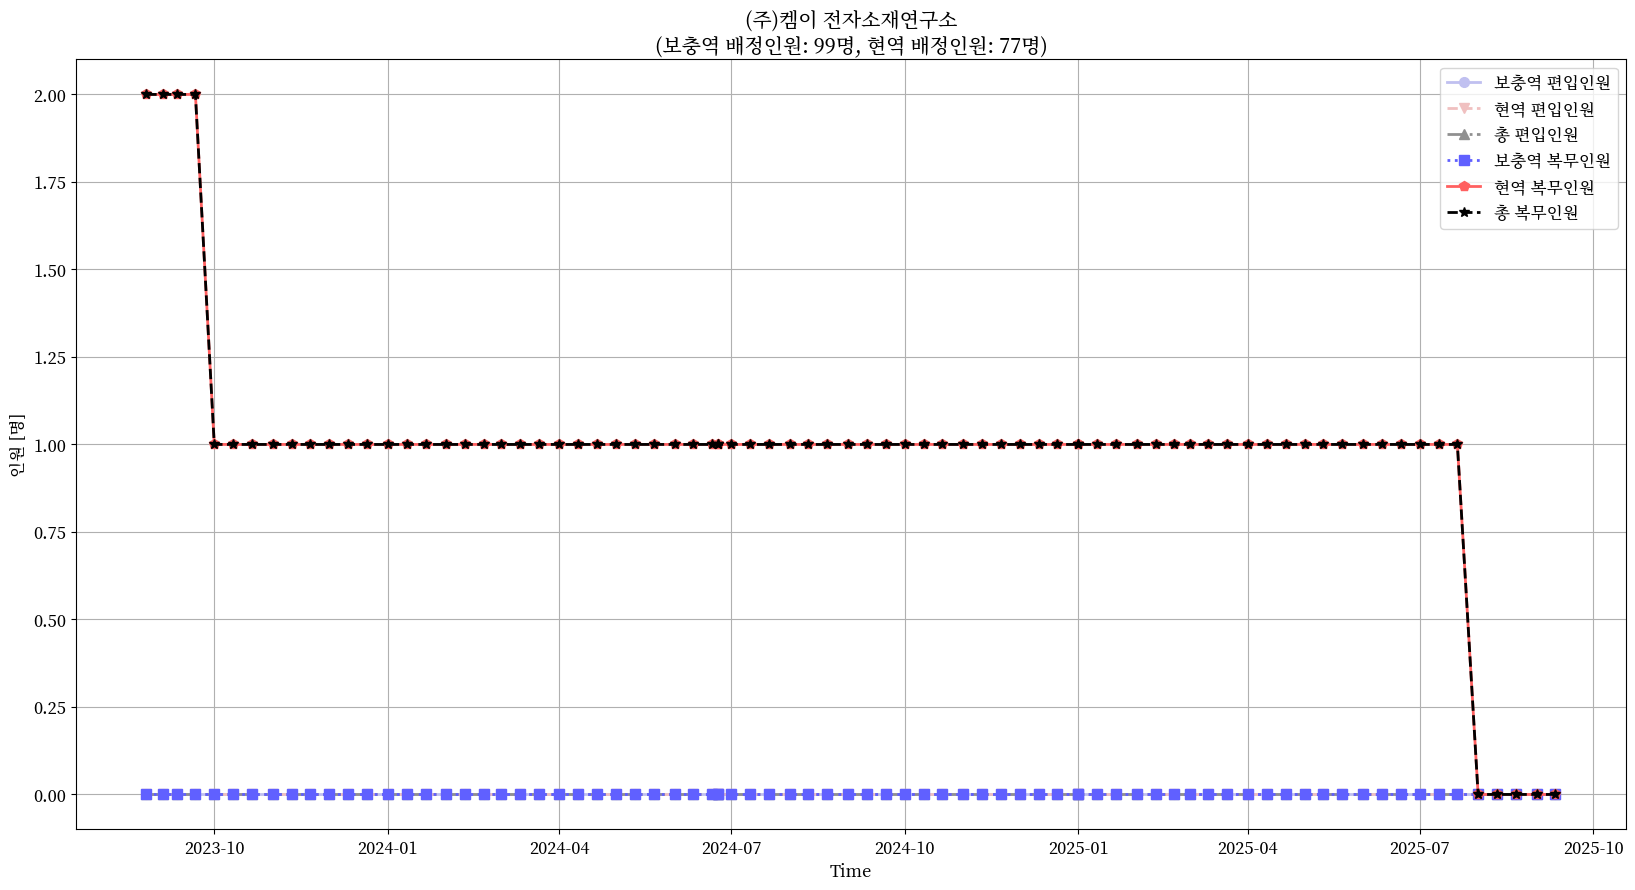 (주)켐이 전자소재연구소
(보충역 배정인원: 99명, 현역 배정인원: 77명)
보충역 편입인원
현역 편입인원
총 편입인원
보충역 복무인원
현역 복무인원
총 복무인원
인원 [명]
2.00
1.75
1.50
1.25
1.00
0.75
0.50
0.25
0.00
2023-10 2024-01 2024-04 2024-07 2024-10 2025-01 2025-04 2025-07 2025-10
Time